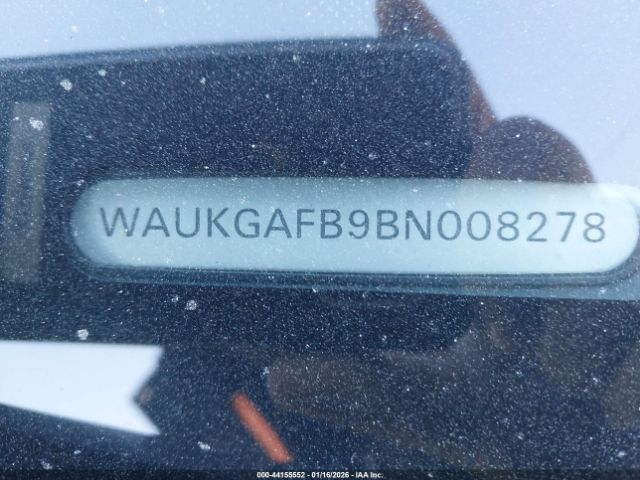 WAUKGAFB9BN008278
000-44155552 - 01/16/2026 - IAA Inc.